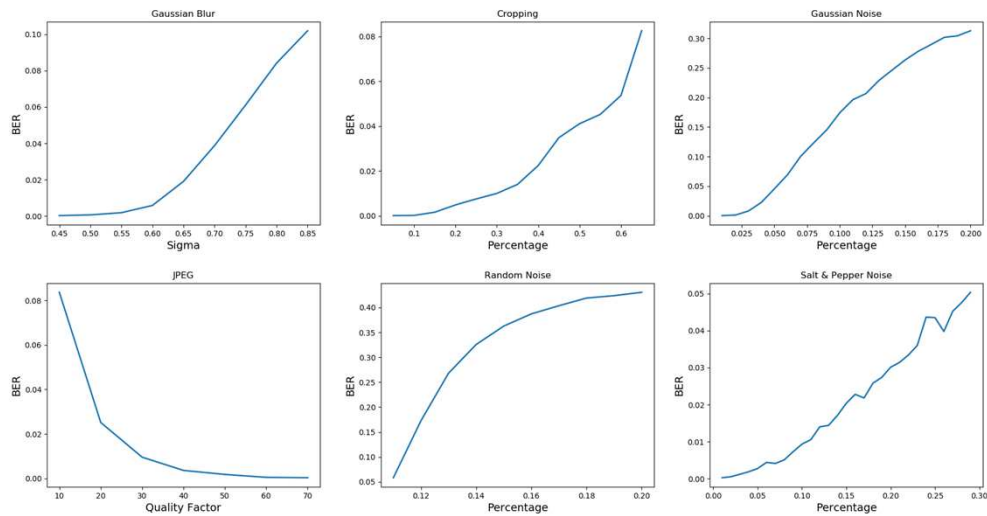 Gaussian Blur
BER
0.10
0.08
0.06
0.04
0.02
0.00
0.45 0.50 0.55 0.60 0.65 0.70 0.75 0.80 0.85
Sigma
Cropping
BER
0.08
0.06
0.04
0.02
0.00
0.1 0.2 0.3 0.4 0.5 0.6
Percentage
Gaussian Noise
BER
0.30
0.25
0.20
0.15
0.10
0.05
0.00
0.025 0.050 0.075 0.100 0.125 0.150 0.175 0.200
Percentage
JPEG
BER
0.08
0.06
0.04
0.02
0.00
10 20 30 40 50 60 70
Quality Factor
Random Noise
BER
0.40
0.35
0.30
0.25
0.20
0.15
0.10
0.05
0.12 0.14 0.16 0.18 0.20
Percentage
Salt & Pepper Noise
BER
0.05
0.04
0.03
0.02
0.01
0.00
0.00 0.05 0.10 0.15 0.20 0.25 0.30
Percentage